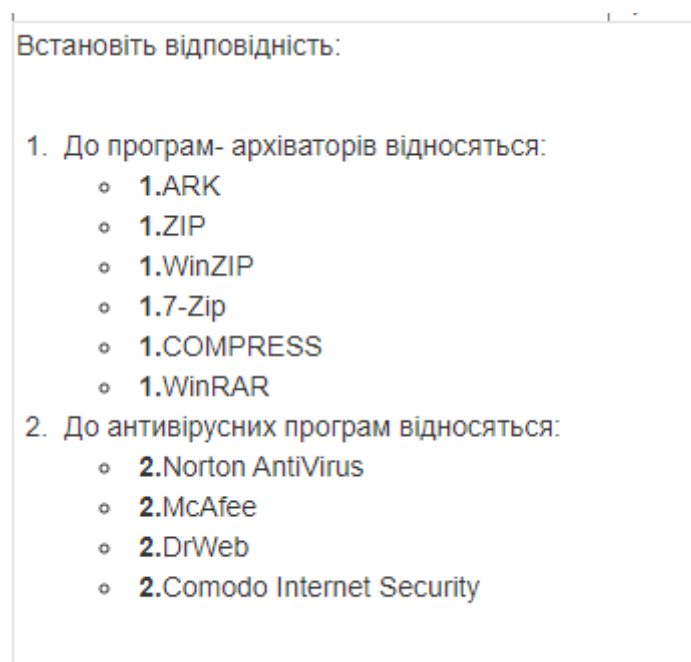 Встановіть відповідність:
1. До програм- архіваторів відносяться:
1.ARK
1.ZIP
1.WinZIP
1.7-Zip
1.COMPRESS
1.WinRAR
2. До антивірусних програм відносяться:
2.Norton AntiVirus
2.McAfee
2.DrWeb
2.Comodo Internet Security